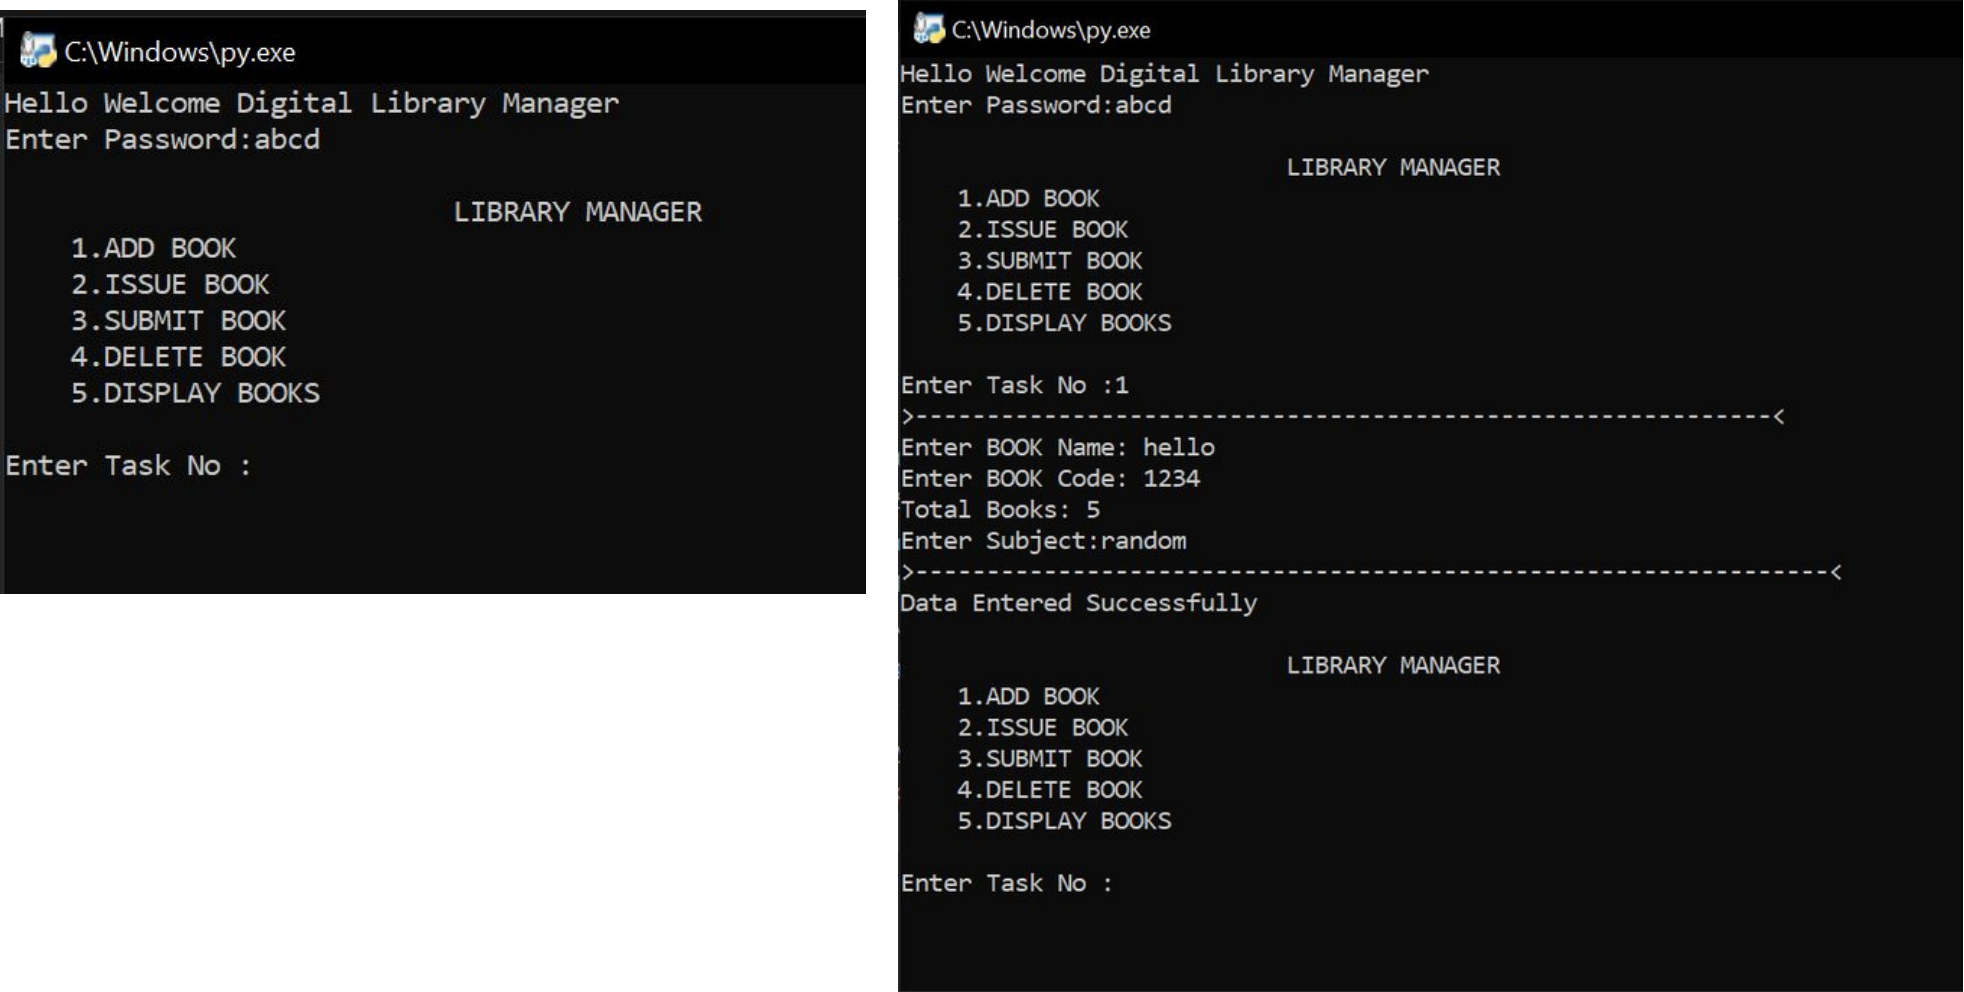 C:\Windows\py.exe
Hello Welcome Digital Library Manager
Enter Password:abcd
LIBRARY MANAGER
1.ADD BOOK
2.ISSUE BOOK
3.SUBMIT BOOK
4.DELETE BOOK
5.DISPLAY BOOKS
Enter Task No :
C:\Windows\py.exe
Hello Welcome Digital Library Manager
Enter Password:abcd
LIBRARY MANAGER
1.ADD BOOK
2.ISSUE BOOK
3.SUBMIT BOOK
4.DELETE BOOK
5.DISPLAY BOOKS
Enter Task No :1
>------------------------------------------------------------<
Enter BOOK Name: hello
Enter BOOK Code: 1234
Total Books: 5
Enter Subject:random
>----------------------------------------------------------------<
Data Entered Successfully
LIBRARY MANAGER
1.ADD BOOK
2.ISSUE BOOK
3.SUBMIT BOOK
4.DELETE BOOK
5.DISPLAY BOOKS
Enter Task No :